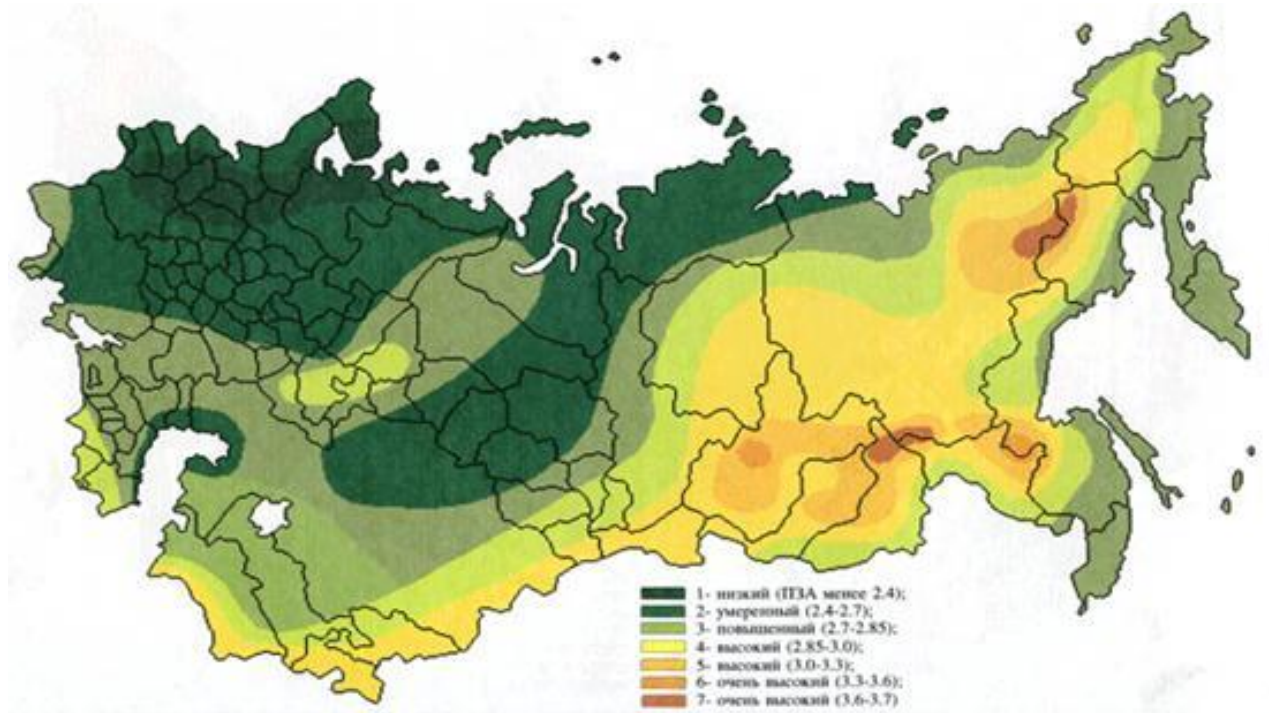 1- низкий (ПЗА менее 2.4);
2- умеренный (2.4-2.7);
3- повышенный (2.7-2.85);
4- высокий (2.85-3.0);
5- высокий (3.0-3.3);
6- очень высокий (3.3-3.6);
7- очень высокий (3.6-3.7)